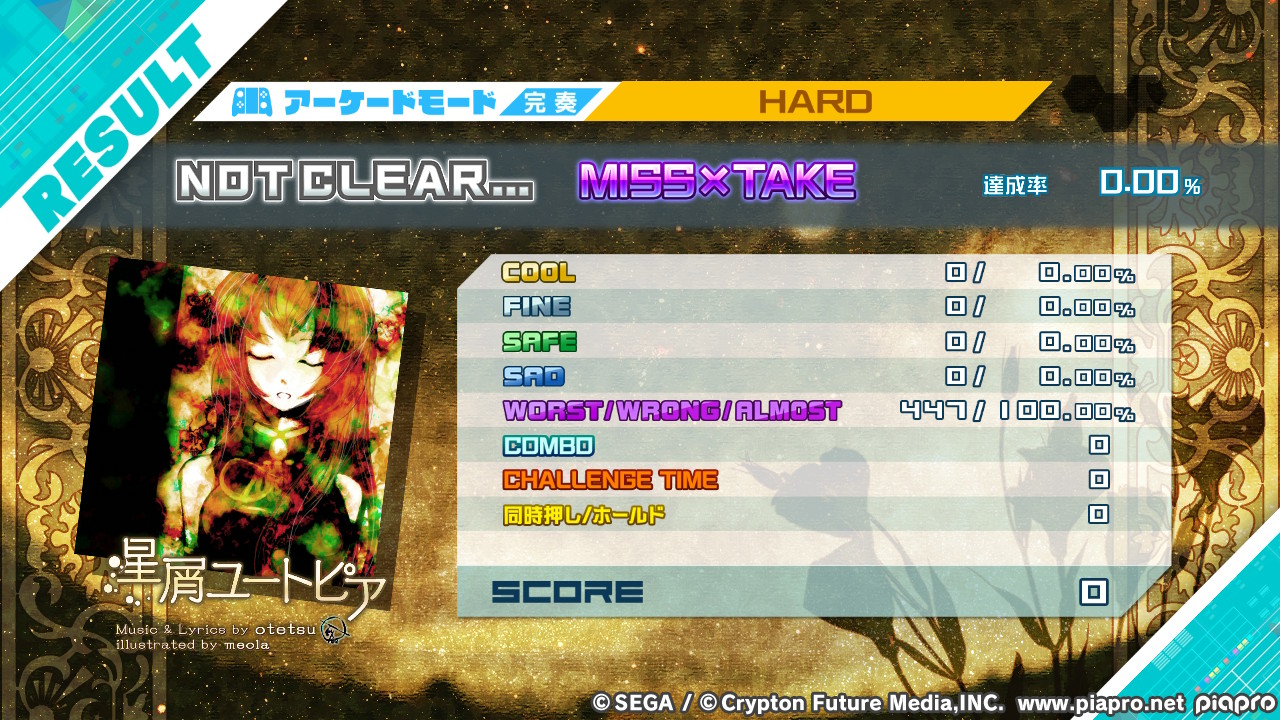 RESULT
アーケードモード 完奏 HARD
NOT CLEAR... MISS×TAKE 達成率 0.00%
COOL 0/ 0.00%
FINE 0/ 0.00%
SAFE 0/ 0.00%
SAD 0/ 0.00%
WORST/WRONG/ALMOST 447/100.00%
COMBO 0
CHALLENGE TIME 0
同時押し/ホールド 0
SCORE 0
星屑ユートピア
Music & Lyrics by otetsu
illustrated by meola
©SEGA / ©Crypton Future Media,INC. www.piapro.net piapro